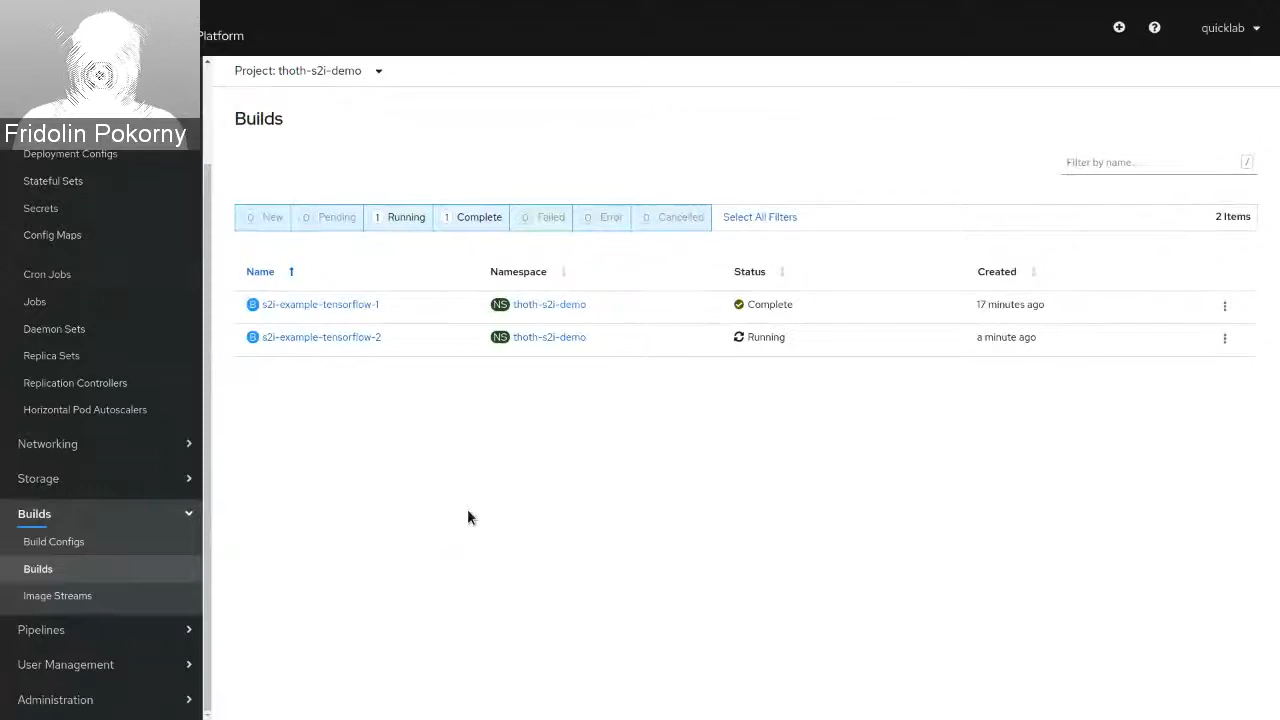 Platform
quicklab
Fridolin Pokorny
Project: thoth-s2i-demo
Builds
Filter by name...
/
0 New 0 Pending 1 Running 1 Complete 0 Failed 0 Error 0 Cancelled Select All Filters 2 Items
Name Namespace Status Created
B s2i-example-tensorflow-1 NS thoth-s2i-demo Complete 17 minutes ago
B s2i-example-tensorflow-2 NS thoth-s2i-demo Running a minute ago
Deployment Configs
Stateful Sets
Secrets
Config Maps
Cron Jobs
Jobs
Daemon Sets
Replica Sets
Replication Controllers
Horizontal Pod Autoscalers
Networking
Storage
Builds
Build Configs
Builds
Image Streams
Pipelines
User Management
Administration